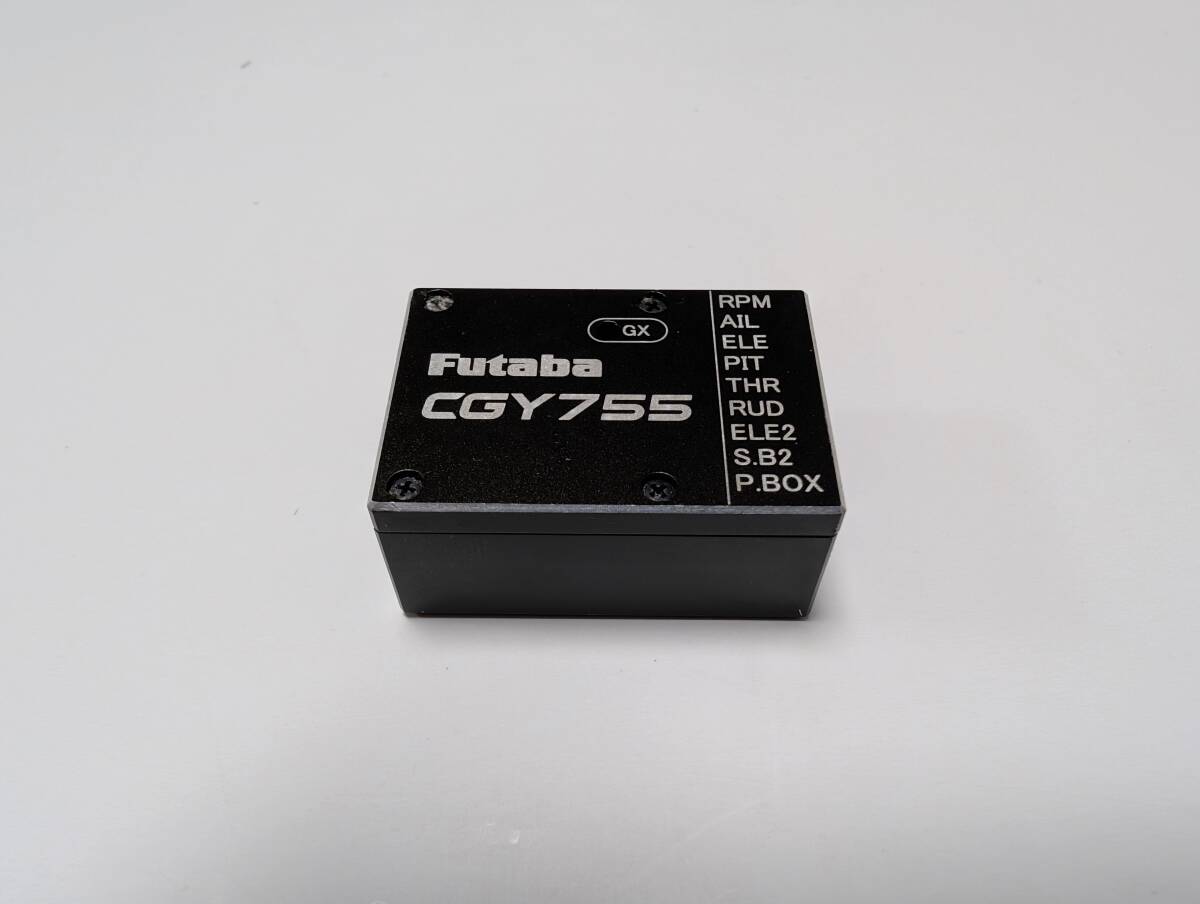 GX
Futaba
CGY755
RPM
AIL
ELE
PIT
THR
RUD
ELE2
S.B2
P.BOX